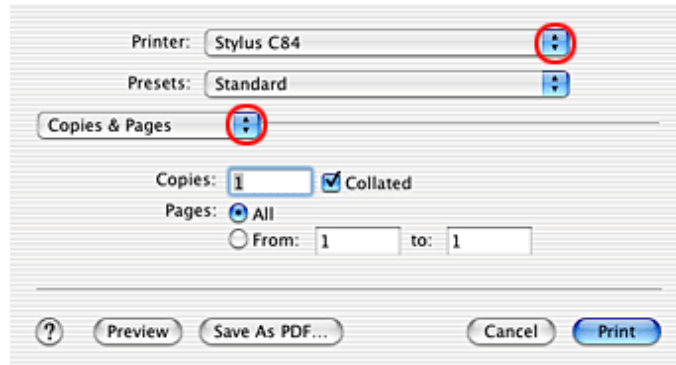 Printer: Stylus C84
Presets: Standard
Copies & Pages
Copies: 1 Collated
Pages: All
From: 1 to: 1
? Preview Save As PDF... Cancel Print